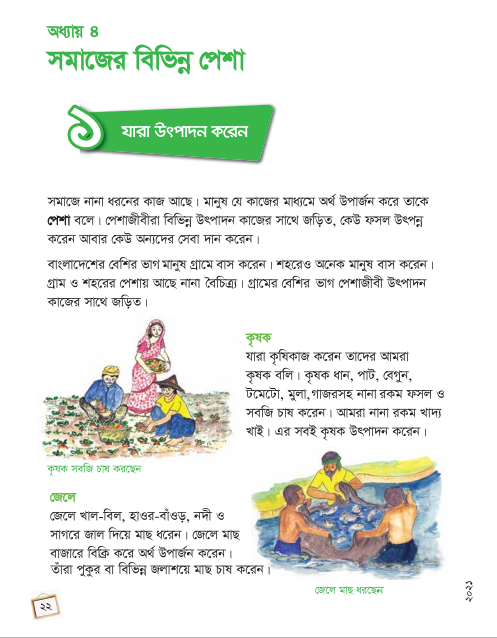 অধ্যায় ৪
সমাজের বিভিন্ন পেশা
১
যারা উৎপাদন করেন
সমাজে নানা ধরনের কাজ আছে। মানুষ যে কাজের মাধ্যমে অর্থ উপার্জন করে তাকে
পেশা বলে। পেশাজীবীরা বিভিন্ন উৎপাদন কাজের সাথে জড়িত, কেউ ফসল উৎপন্ন
করেন আবার কেউ অন্যদের সেবা দান করেন।
বাংলাদেশের বেশির ভাগ মানুষ গ্রামে বাস করেন। শহরেও অনেক মানুষ বাস করেন।
গ্রাম ও শহরের পেশায় আছে নানা বৈচিত্র্য। গ্রামের বেশির ভাগ পেশাজীবী উৎপাদন
কাজের সাথে জড়িত।
কৃষক
যারা কৃষিকাজ করেন তাদের আমরা
কৃষক বলি। কৃষক ধান, পাট, বেগুন,
টমেটো, মুলা,গাজরসহ নানা রকম ফসল ও
সবজি চাষ করেন। আমরা নানা রকম খাদ্য
খাই। এর সবই কৃষক উৎপাদন করেন।
কৃষক সবজি চাষ করছেন
জেলে
জেলে খাল-বিল, হাওর-বাঁওড়, নদী ও
সাগরে জাল দিয়ে মাছ ধরেন। জেলে মাছ
বাজারে বিক্রি করে অর্থ উপার্জন করেন।
তাঁরা পুকুর বা বিভিন্ন জলাশয়ে মাছ চাষ করেন।
জেলে মাছ ধরছেন
২২
২০২১